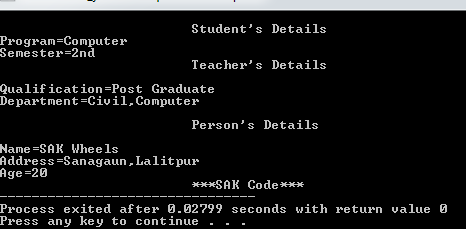 Student's Details
Program=Computer
Semester=2nd
Teacher's Details
Qualification=Post Graduate
Department=Civil,Computer
Person's Details
Name=SAK Wheels
Address=Sanagaun,Lalitpur
Age=20
***SAK Code***
--------------------------------
Process exited after 0.02799 seconds with return value 0
Press any key to continue . . .